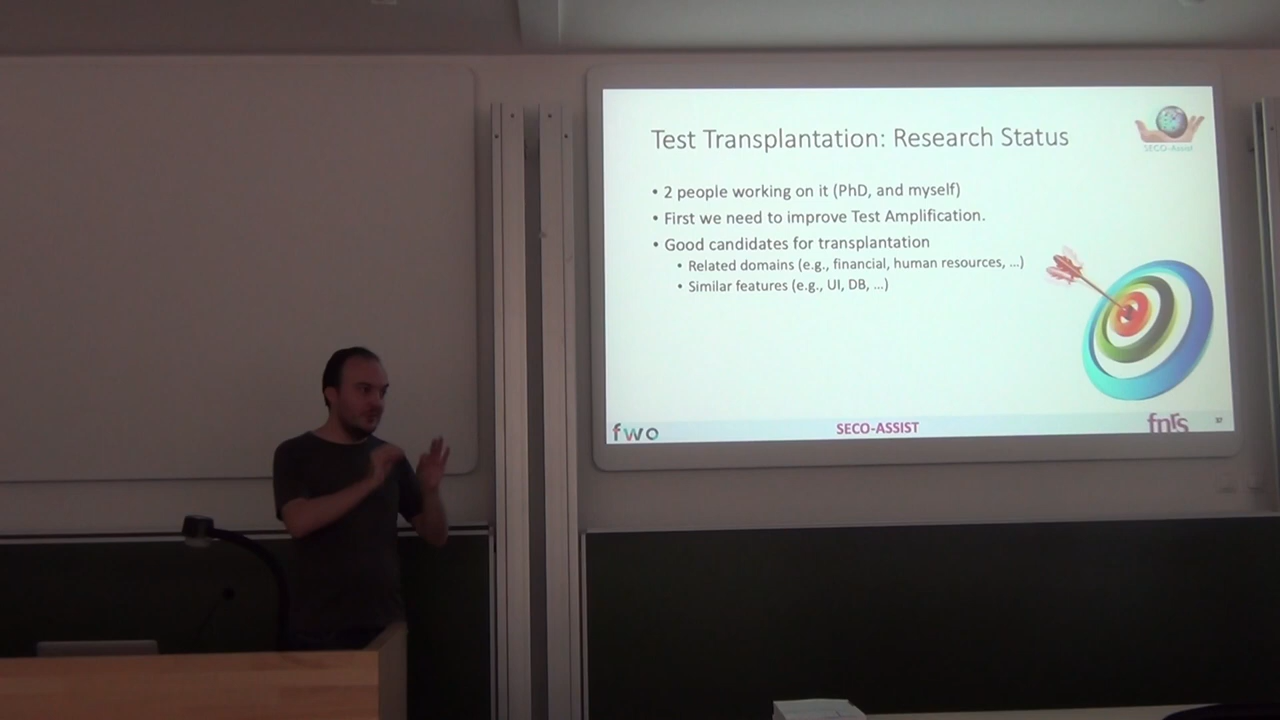 SECO-Assist
Test Transplantation: Research Status
• 2 people working on it (PhD, and myself)
• First we need to improve Test Amplification.
• Good candidates for transplantation
• Related domains (e.g., financial, human resources, ...)
• Similar features (e.g., UI, DB, ...)
fwo
SECO-ASSIST
fnrs
37